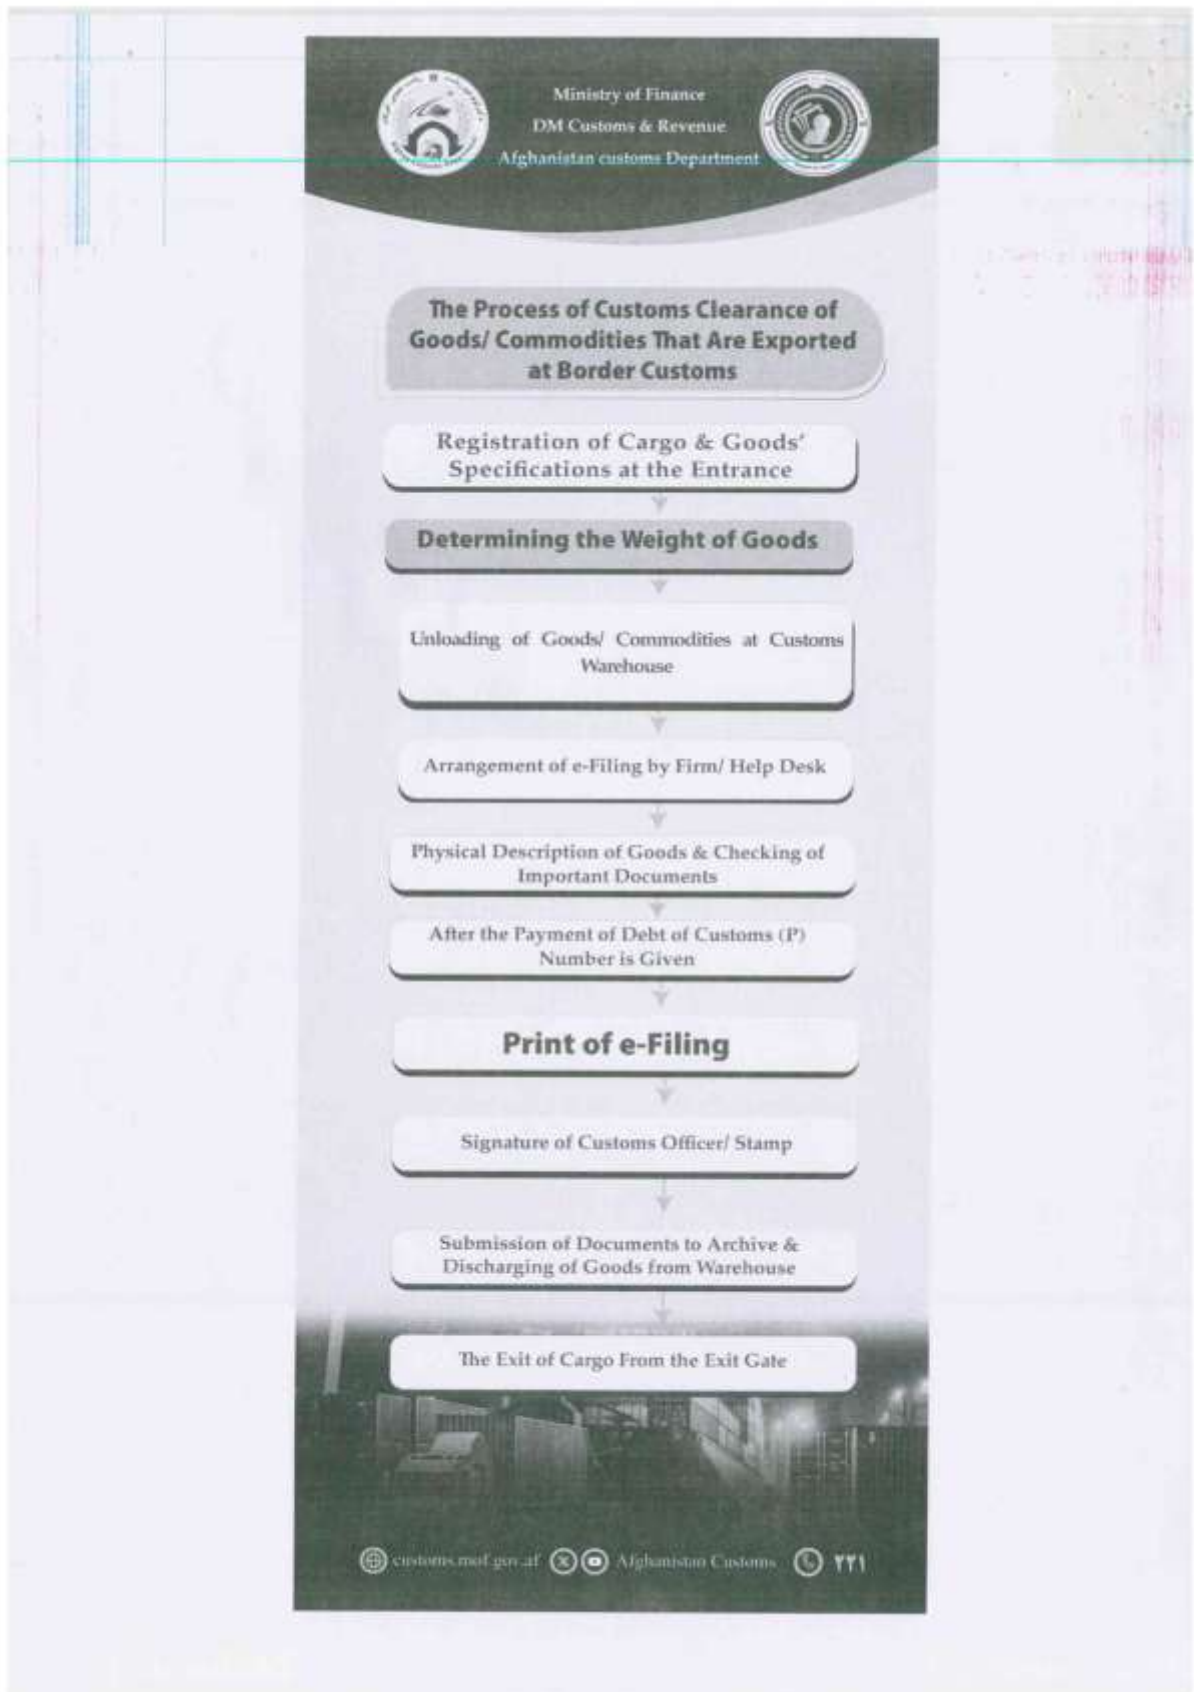 Ministry of Finance
DM Customs & Revenue
Afghanistan customs Department
The Process of Customs Clearance of
Goods/ Commodities That Are Exported
at Border Customs
Registration of Cargo & Goods'
Specifications at the Entrance
Determining the Weight of Goods
Unloading of Goods/ Commodities at Customs
Warehouse
Arrangement of e-Filing by Firm/ Help Desk
Physical Description of Goods & Checking of
Important Documents
After the Payment of Debt of Customs (P)
Number is Given
Print of e-Filing
Signature of Customs Officer/ Stamp
Submission of Documents to Archive &
Discharging of Goods from Warehouse
The Exit of Cargo From the Exit Gate
customs.mof.gov.af Afghanistan Customs ۲۲۱